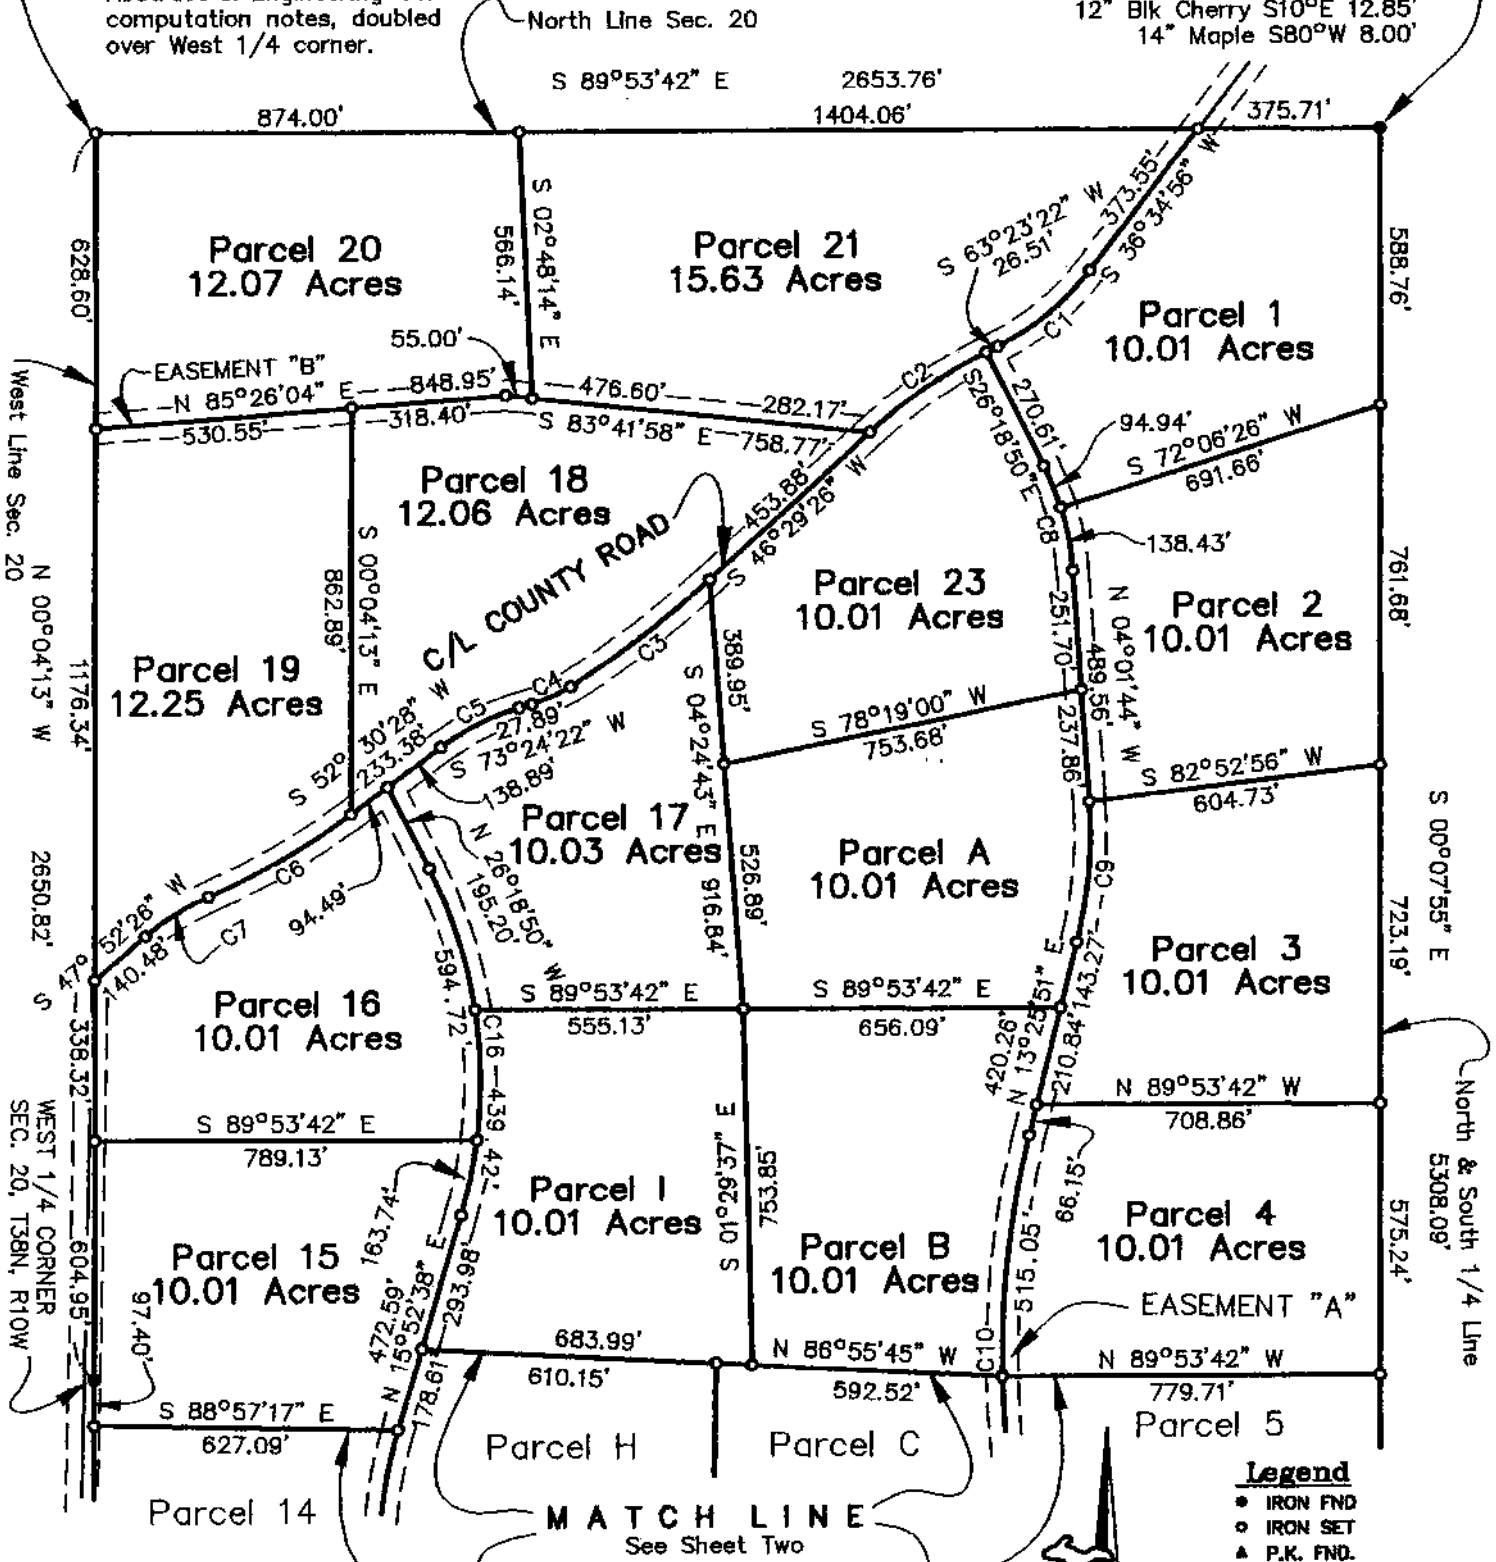 computation notes, doubled
over West 1/4 corner.
North Line Sec. 20
12" Blk Cherry S10°E 12.85'
14" Maple S80°W 8.00'
S 89°53'42" E 2653.76'
874.00'
1404.06'
375.71'
628.60'
Parcel 20
12.07 Acres
S 02°48'14" E
566.14'
Parcel 21
15.63 Acres
S 63°23'22" W
26.51'
373.55'
S 36°34'56" W
C1
588.76'
Parcel 1
10.01 Acres
55.00'
EASEMENT "B"
N 85°26'04" E
848.95'
530.55'
318.40'
476.60'
282.17'
S 83°41'58" E
758.77'
C2
S26°18'50"E
270.61'
94.94'
S 72°06'26" W
691.66'
West Line Sec. 20
N 00°04'13" W
2650.82'
1176.34'
Parcel 18
12.06 Acres
S 00°04'13" E
862.89'
C/L COUNTY ROAD
453.88'
S 46°29'26" W
C8
138.43'
Parcel 23
10.01 Acres
251.70'
N 04°01'44" W
489.56'
Parcel 2
10.01 Acres
761.68'
Parcel 19
12.25 Acres
C3
C4
C5
27.89'
S 73°24'22" W
138.89'
S 52°30'28" W
233.38'
389.95'
S 04°24'43" E
916.84'
S 78°19'00" W
753.68'
237.86'
S 82°52'56" W
604.73'
Parcel 17
10.03 Acres
526.89'
Parcel A
10.01 Acres
C9
S 00°07'55" E
5308.09'
723.19'
C6
C7
94.49'
N 26°18'50" W
195.20'
594.72'
S 47°52'26" W
140.48'
Parcel 16
10.01 Acres
338.32'
S 89°53'42" E
555.13'
S 89°53'42" E
656.09'
143.27'
N 13°25'51" E
420.26'
210.84'
Parcel 3
10.01 Acres
C16
439.42'
N 89°53'42" W
708.86'
S 89°53'42" E
789.13'
WEST 1/4 CORNER
SEC. 20, T38N, R10W
604.95'
97.40'
163.74'
Parcel 15
10.01 Acres
472.59'
N 15°52'38" E
293.98'
178.61'
Parcel I
10.01 Acres
S 01°29'37" E
753.85'
66.15'
515.05'
Parcel B
10.01 Acres
C10
Parcel 4
10.01 Acres
North & South 1/4 Line
575.24'
EASEMENT "A"
683.99'
610.15'
N 86°55'45" W
592.52'
N 89°53'42" W
779.71'
S 88°57'17" E
627.09'
Parcel H
Parcel C
Parcel 5
Parcel 14
MATCH LINE
See Sheet Two
Legend
● IRON FND
○ IRON SET
▲ P.K. FND.